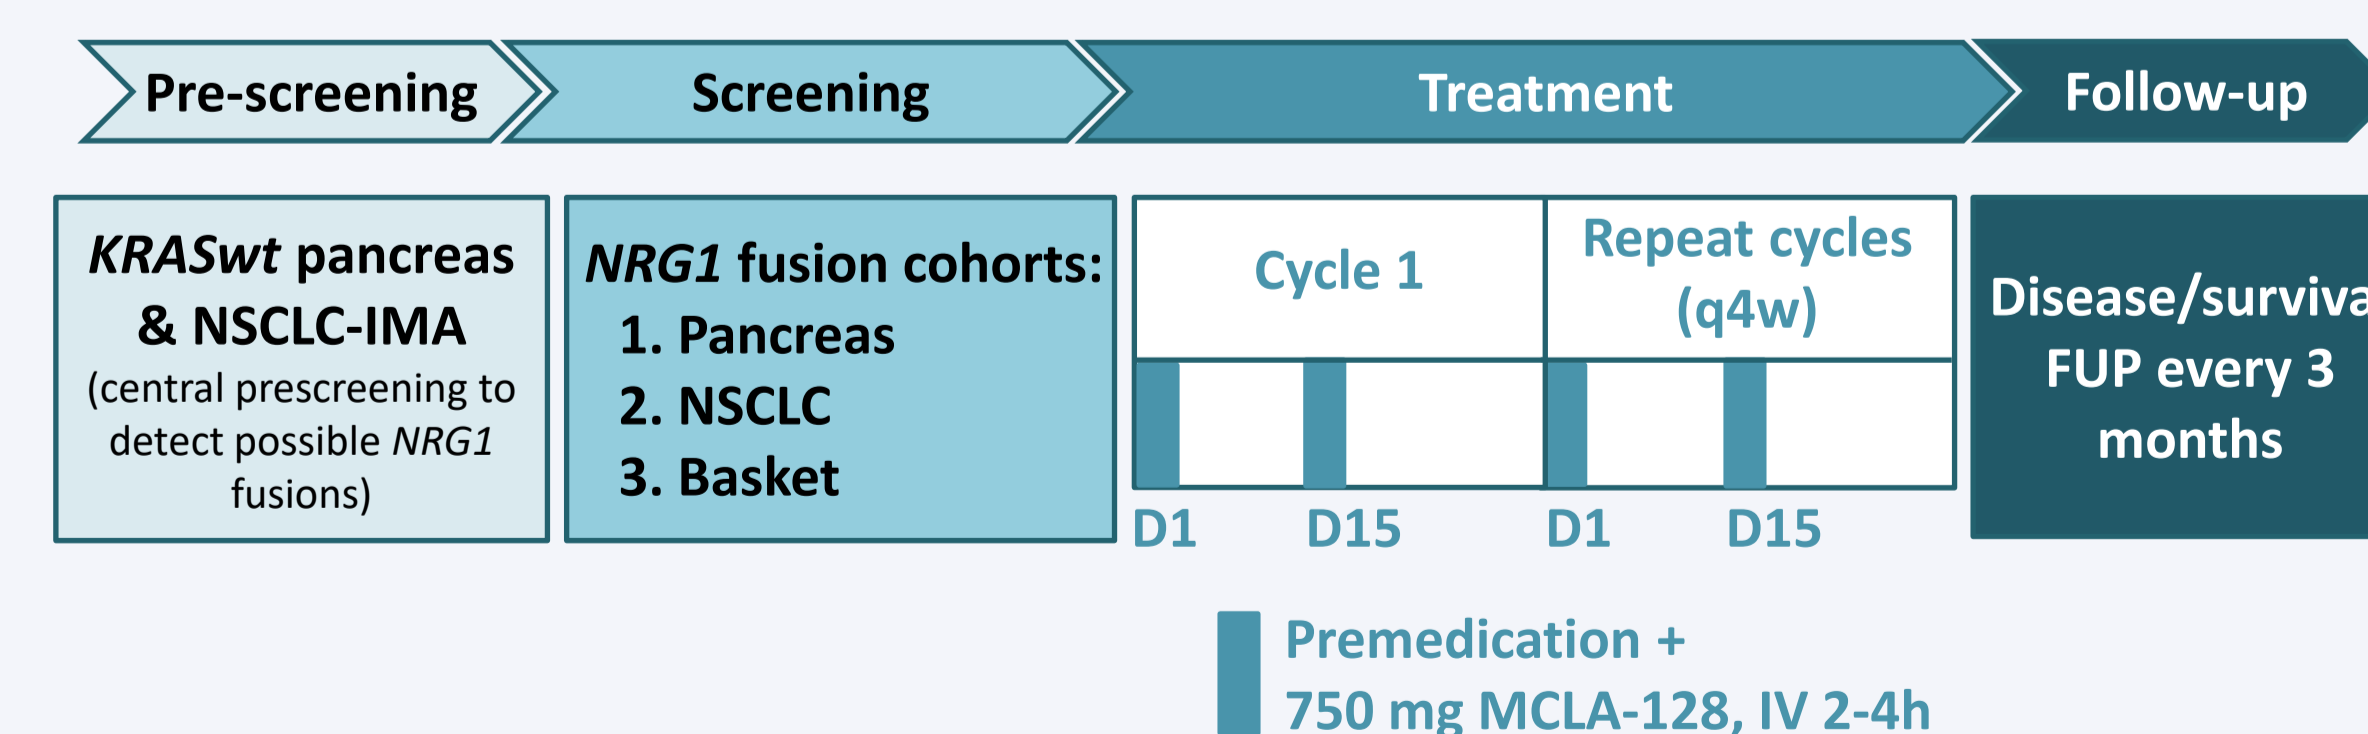 Pre-screening
Screening
Treatment
Follow-up
KRASwt pancreas
& NSCLC-IMA
(central prescreening to
detect possible NRG1
fusions)
NRG1 fusion cohorts:
1. Pancreas
2. NSCLC
3. Basket
Cycle 1
Repeat cycles
(q4w)
D1
D15
D1
D15
Premedication +
750 mg MCLA-128, IV 2-4h
Disease/surviva
FUP every 3
months